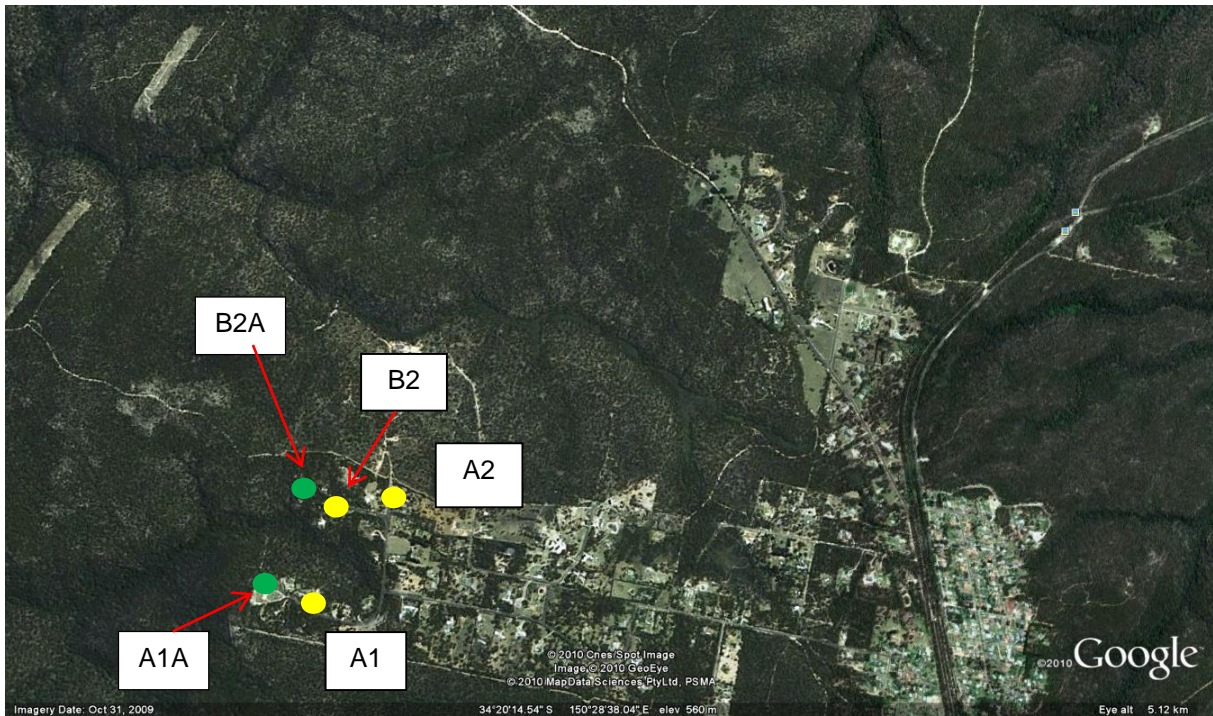 B2A
B2
A2
A1A
A1
© 2010 Cnes/Spot Image
Image © 2010 GeoEye
© 2010 MapData Sciences PtyLtd, PSMA
©2010 Google
Imagery Date: Oct 31, 2009
34°20'14.54" S 150°28'38.04" E elev 560 m
Eye alt 5.12 km